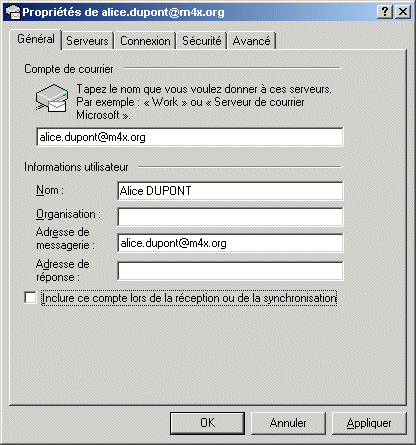 Propriétés de alice.dupont@m4x.org
Général Serveurs Connexion Sécurité Avancé
Compte de courrier
Tapez le nom que vous voulez donner à ces serveurs.
Par exemple : « Work » ou « Serveur de courrier
Microsoft ».
alice.dupont@m4x.org
Informations utilisateur
Nom : Alice DUPONT
Organisation :
Adresse de
messagerie : alice.dupont@m4x.org
Adresse de
réponse :
Inclure ce compte lors de la réception ou de la synchronisation
OK Annuler Appliquer